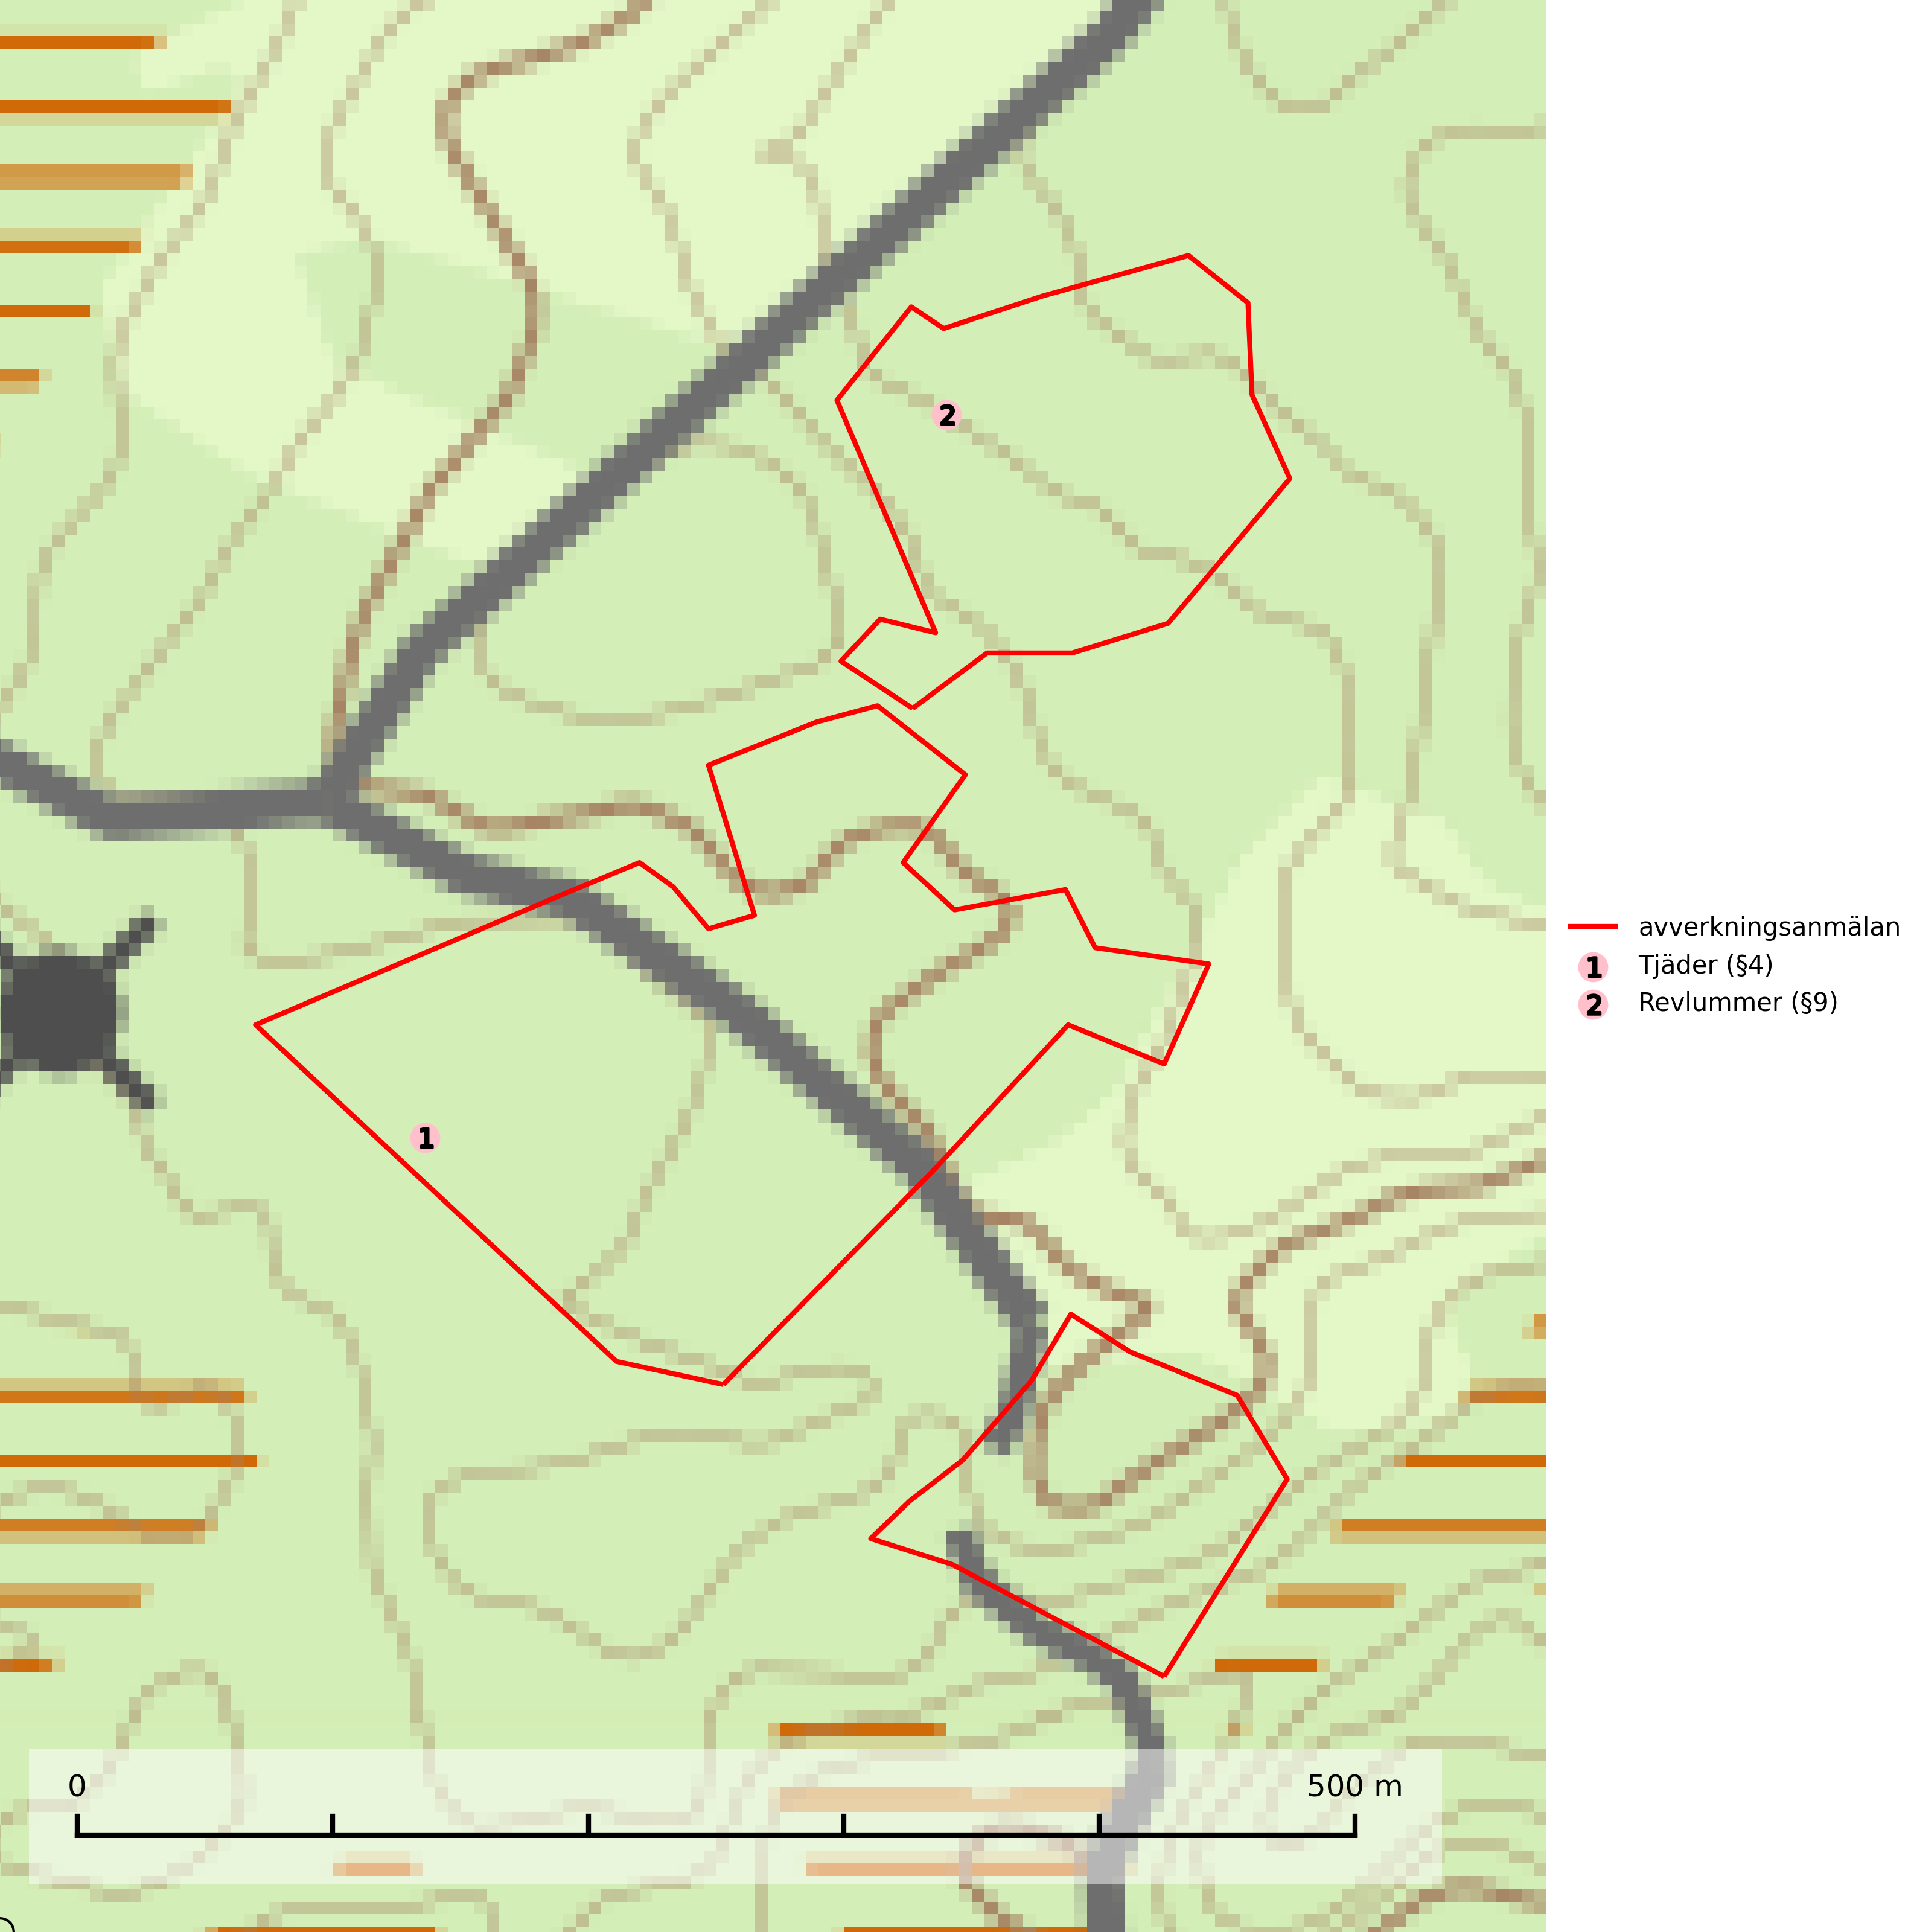 2
1
avverkningsanmälan
1 Tjäder (§4)
2 Revlummer (§9)
0 500 m